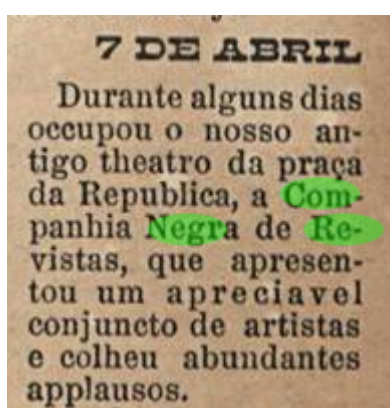 7 DE ABRIL
Durante alguns dias
occupou o nosso an-
tigo theatro da praça
da Republica, a Com-
panhia Negra de Re-
vistas, que apresen-
tou um apreciavel
conjuncto de artistas
e colheu abundantes
applausos.